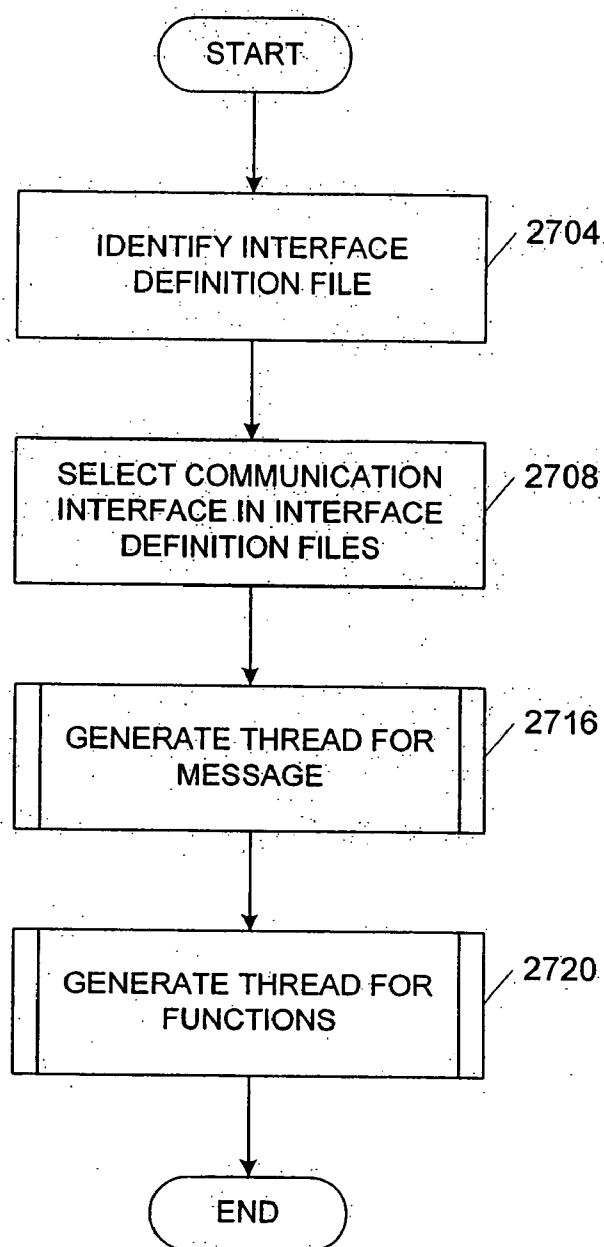 START
IDENTIFY INTERFACE
DEFINITION FILE
2704
SELECT COMMUNICATION
INTERFACE IN INTERFACE
DEFINITION FILES
2708
GENERATE THREAD FOR
MESSAGE
2716
GENERATE THREAD FOR
FUNCTIONS
2720
END